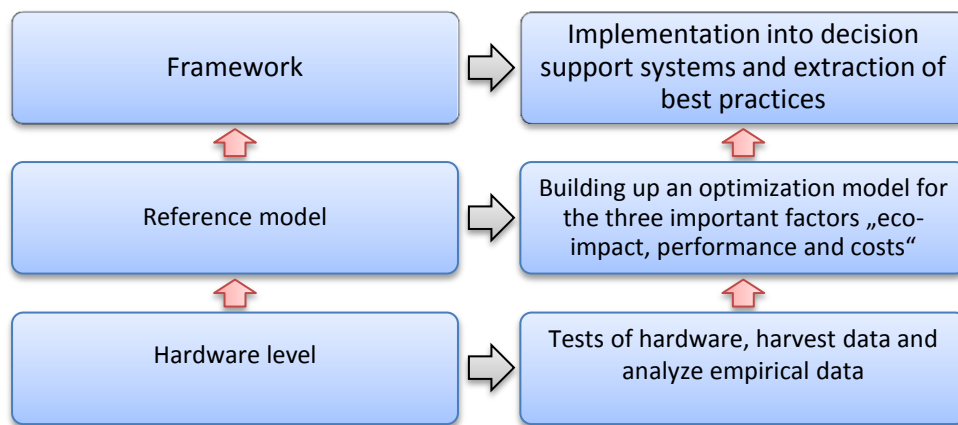 Framework
Implementation into decision
support systems and extraction of
best practices
Reference model
Building up an optimization model for
the three important factors „eco-
impact, performance and costs“
Hardware level
Tests of hardware, harvest data and
analyze empirical data